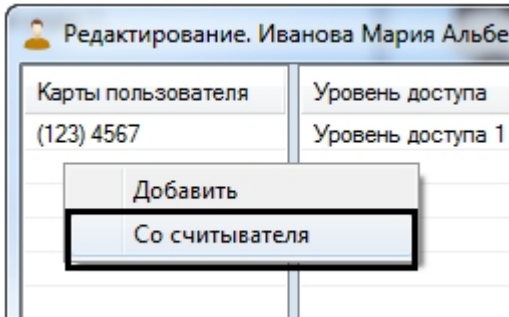 Редактирование. Иванова Мария Альбе
Карты пользователя Уровень доступа
(123) 4567 Уровень доступа 1
Добавить
Со считывателя